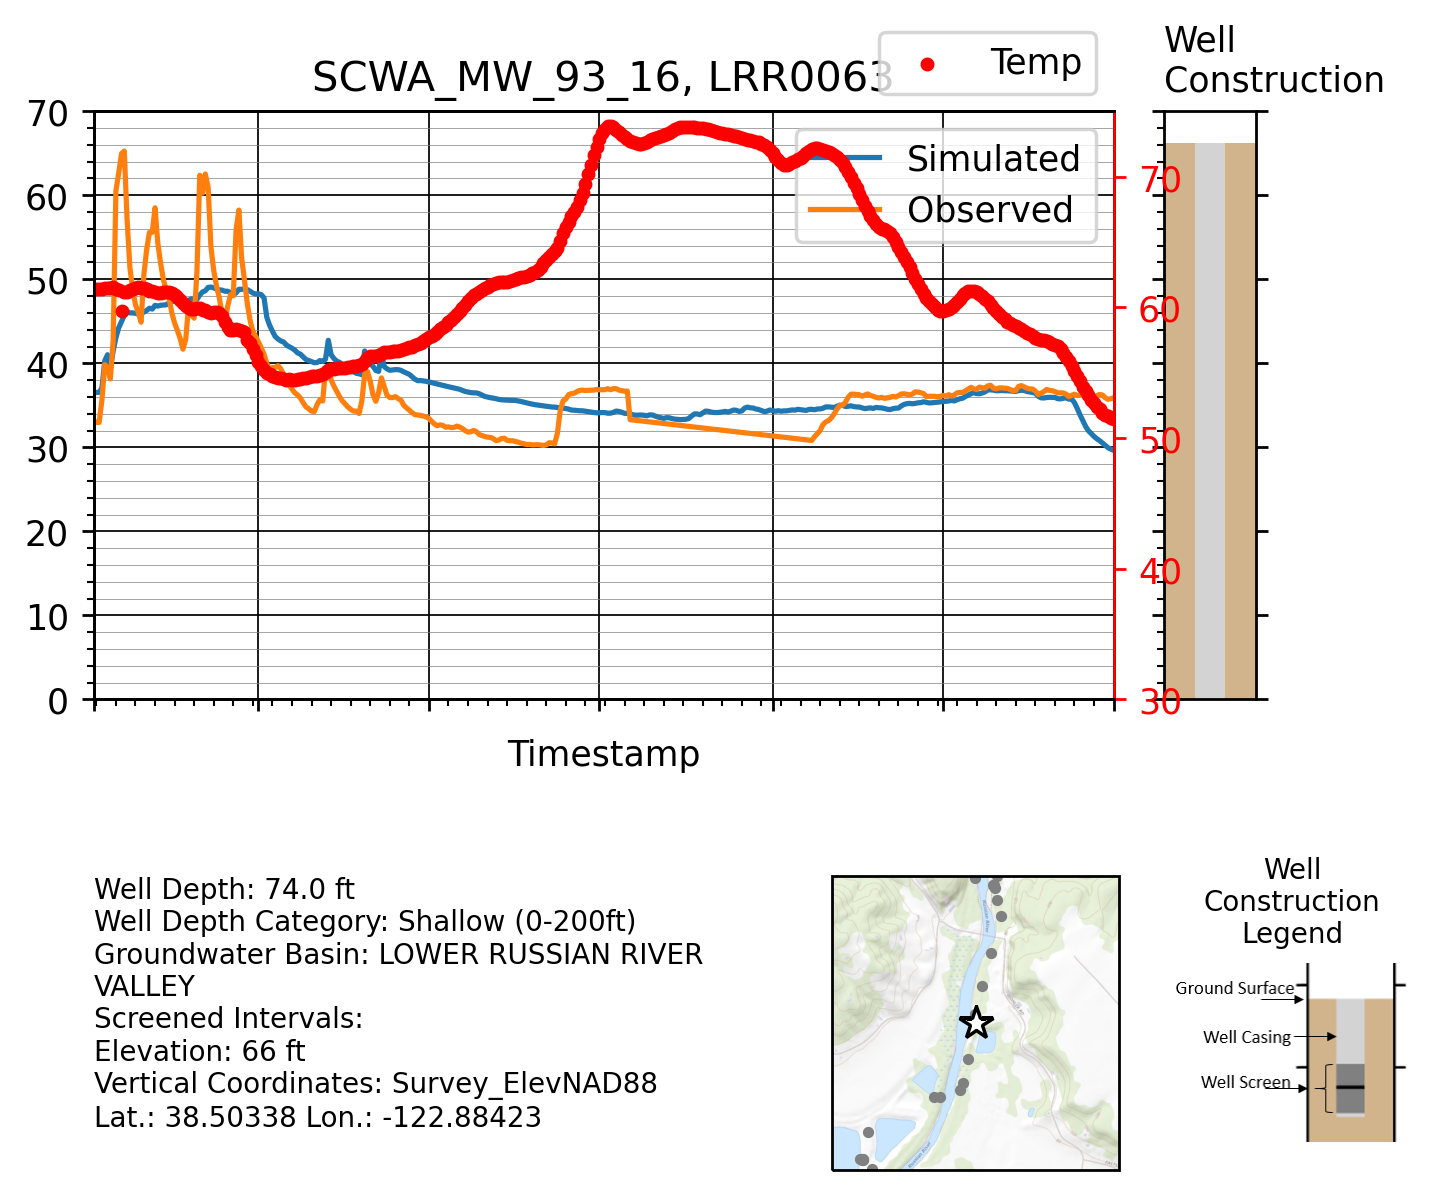 Temp
SCWA_MW_93_16, LRR0063
Well
Construction
Simulated
Observed
70
60
50
40
30
20
10
0
70
60
50
40
30
Timestamp
Well Depth: 74.0 ft
Well Depth Category: Shallow (0-200ft)
Groundwater Basin: LOWER RUSSIAN RIVER
VALLEY
Screened Intervals:
Elevation: 66 ft
Vertical Coordinates: Survey_ElevNAD88
Lat.: 38.50338 Lon.: -122.88423
Well
Construction
Legend
Ground Surface
Well Casing
Well Screen